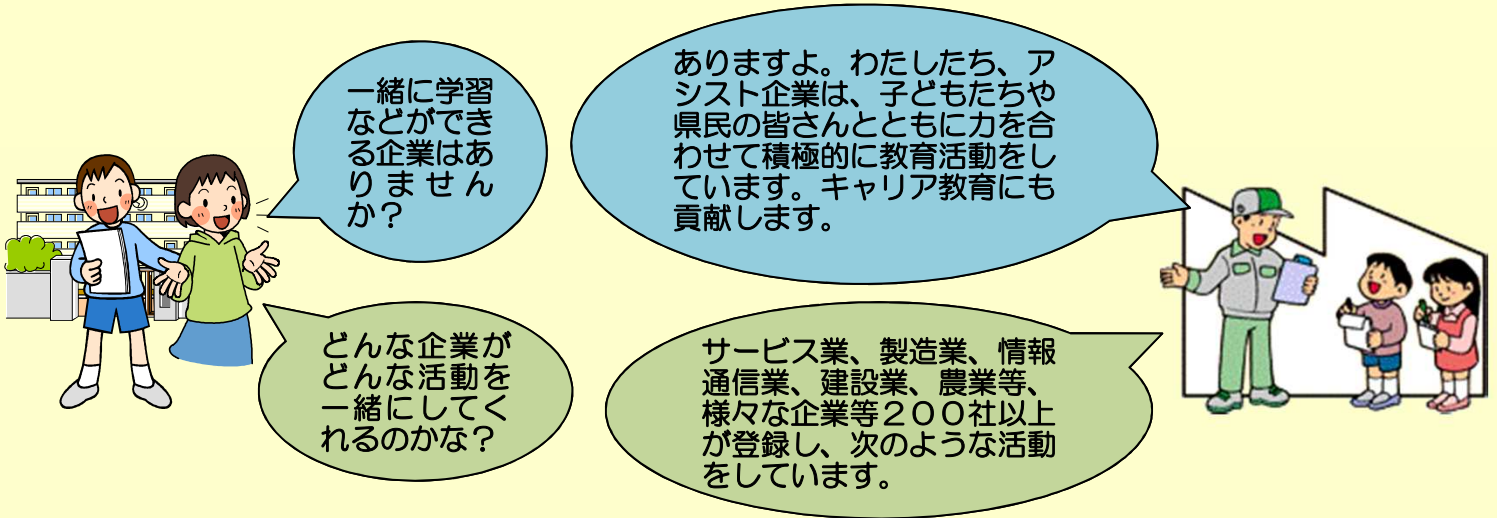 一緒に学習
などができ
る企業はあ
りません
か?
ありますよ。わたしたち、ア
シスト企業は、子どもたちや
県民の皆さんとともに力を合
わせて積極的に教育活動をし
ています。キャリア教育にも
貢献します。
どんな企業が
どんな活動を
一緒にしてく
れるのかな?
サービス業、製造業、情報
通信業、建設業、農業等、
様々な企業等200社以上
が登録し、次のような活動
をしています。